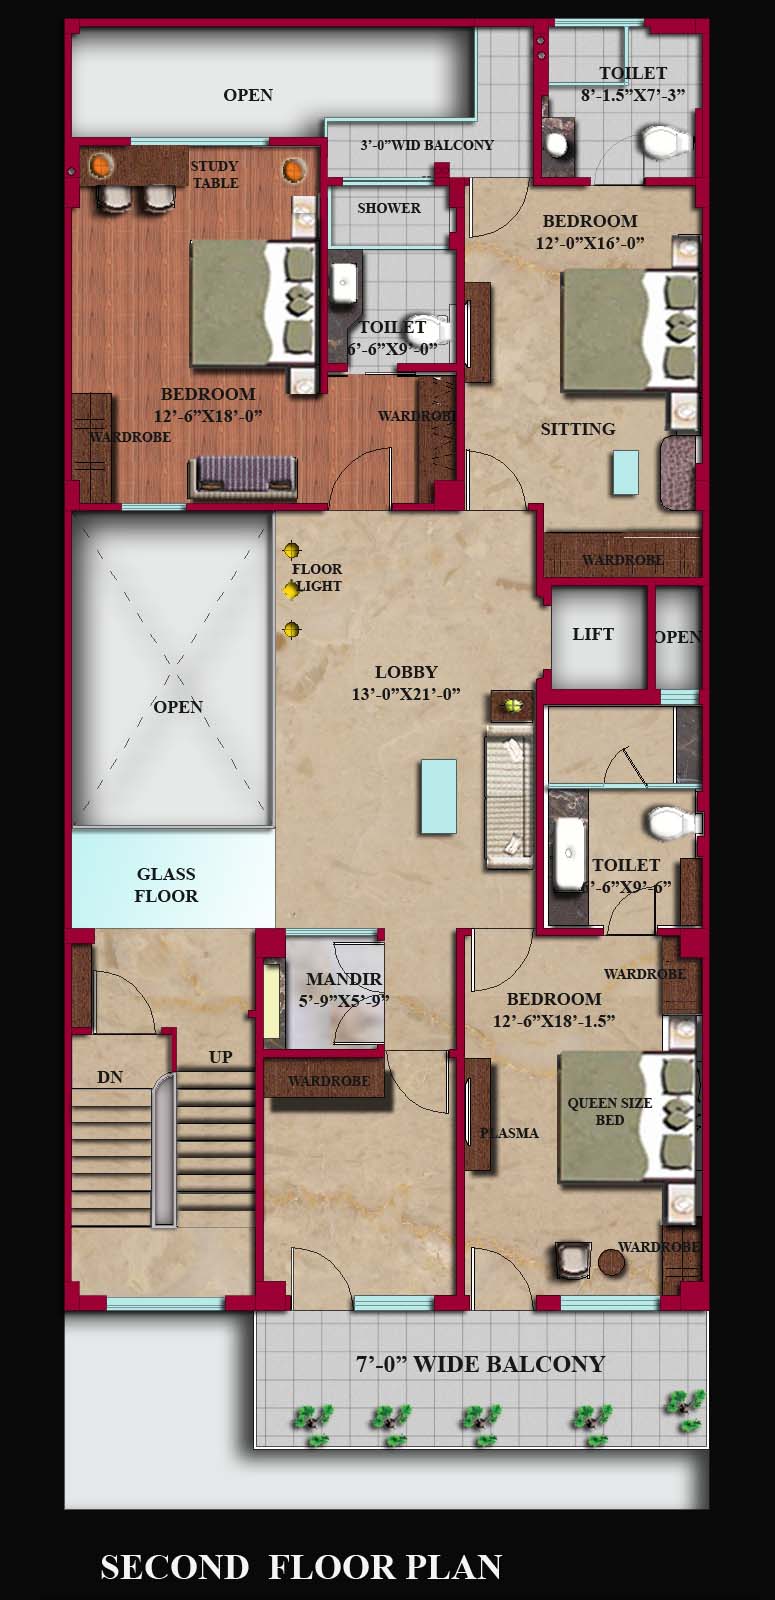 OPEN
TOILET
8’-1.5”X7’-3”
3’-0”WID BALCONY
STUDY
TABLE
SHOWER
BEDROOM
12’-0”X16’-0”
TOILET
6’-6”X9’-0”
BEDROOM
12’-6”X18’-0”
WARDROBE
WARDROBE
SITTING
WARDROBE
FLOOR
LIGHT
LIFT
OPEN
LOBBY
13’-0”X21’-0”
OPEN
GLASS
FLOOR
TOILET
6’-6”X9’-6”
MANDIR
5’-9”X5’-9”
WARDROBE
BEDROOM
12’-6”X18’-1.5”
UP
DN
WARDROBE
QUEEN SIZE
BED
PLASMA
WARDROBE
7’-0” WIDE BALCONY
SECOND FLOOR PLAN